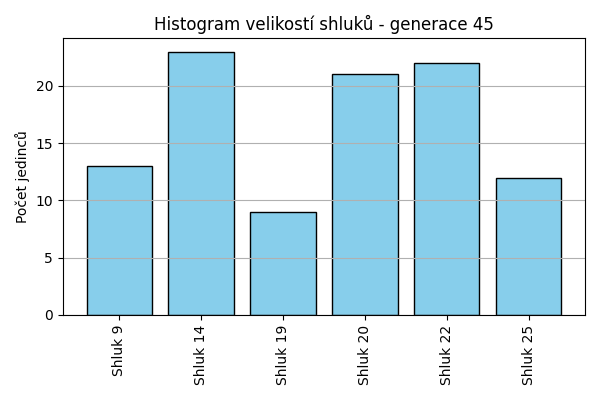 Histogram velikostí shluků - generace 45
Počet jedinců
20
15
10
5
0
Shluk 9
Shluk 14
Shluk 19
Shluk 20
Shluk 22
Shluk 25